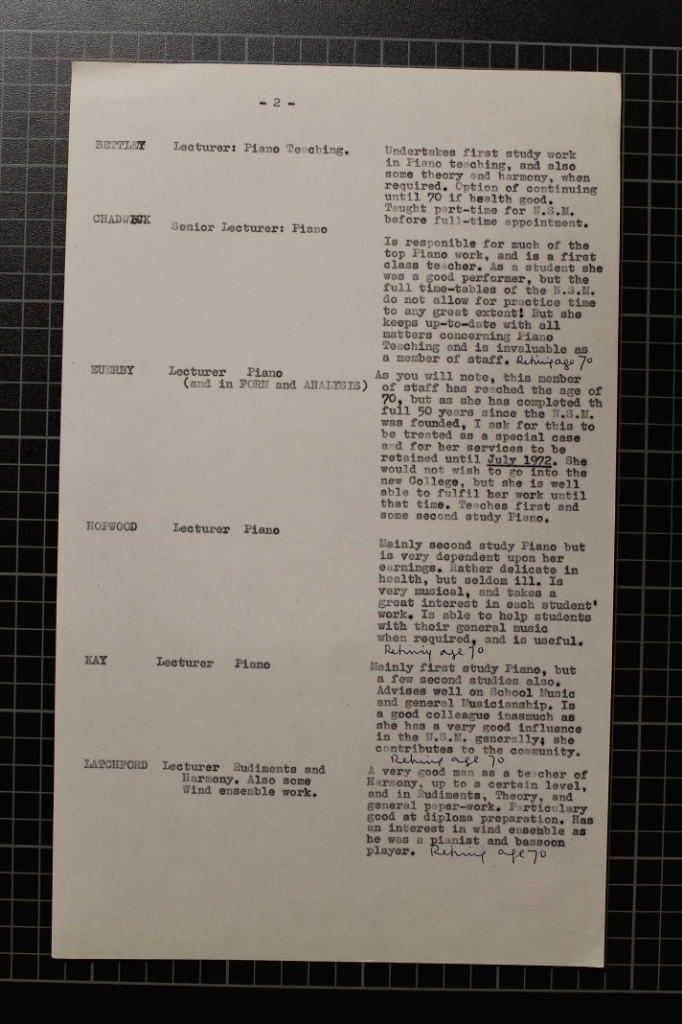 - 2 -
BETTLEY Lecturer: Piano Teaching.
Undertakes first study work
in Piano teaching, and also
some theory and harmony, when
required. Option of continuing
until 70 if health good.
Taught part-time for N.S.M.
before full-time appointment.
CHADWICK Senior Lecturer: Piano
Is responible for much of the
top Piano work, and is a first
class teacher. As a student she
was a good performer, but the
full time-tables of the N.S.M.
do not allow for practice time
to any great extent! But she
keeps up-to-date with all
matters concerning Piano
Teaching and is invaluable as
a member of staff. Retiring age 70
EUERBY Lecturer Piano
(and in FORM and ANALYSIS)
As you will note, this member
of staff has reached the age of
70, but as she has completed th
full 50 years since the N.S.M.
was founded, I ask for this to
be treated as a special case
and for her services to be
retained until July 1972. She
would not wish to go into the
new College, but she is well
able to fulfil her work until
that time. Teaches first and
some second study Piano.
HOPWOOD Lecturer Piano
Mainly second study Piano but
is very dependent upon her
earnings. Rather delicate in
health, but seldom ill. Is
very musical, and takes a
great interest in each student'
work. Is able to help students
with their general music
when required, and is useful.
Retiring age 70
KAY Lecturer Piano
Mainly first study Piano, but
a few second studies also.
Advises well on School Music
and general Musicianship. Is
a good colleague inasmuch as
she has a very good influence
in the N.S.M. generally; she
contributes to the community.
Retiring age 70
LATCHFORD Lecturer Rudiments and
Harmony. Also some
Wind ensemble work.
A very good man as a teacher of
Harmony, up to a certain level,
and in Rudiments, Theory, and
general paper-work. Particulary
good at diploma preparation. Has
an interest in wind ensemble as
he was a pianist and bassoon
player. Retiring age 70